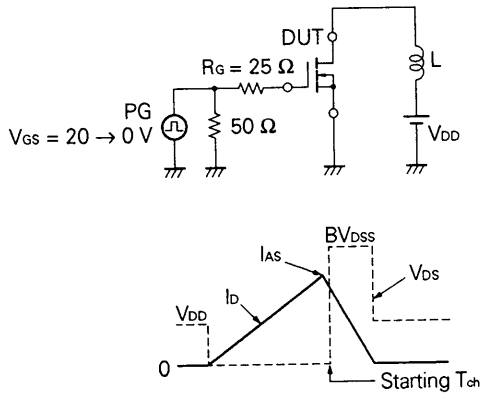 DUT
RG = 25 Ω
L
PG
50 Ω
VGS = 20 → 0 V
VDD
BVDSS
IAS
VDS
ID
VDD
0
Starting Tch